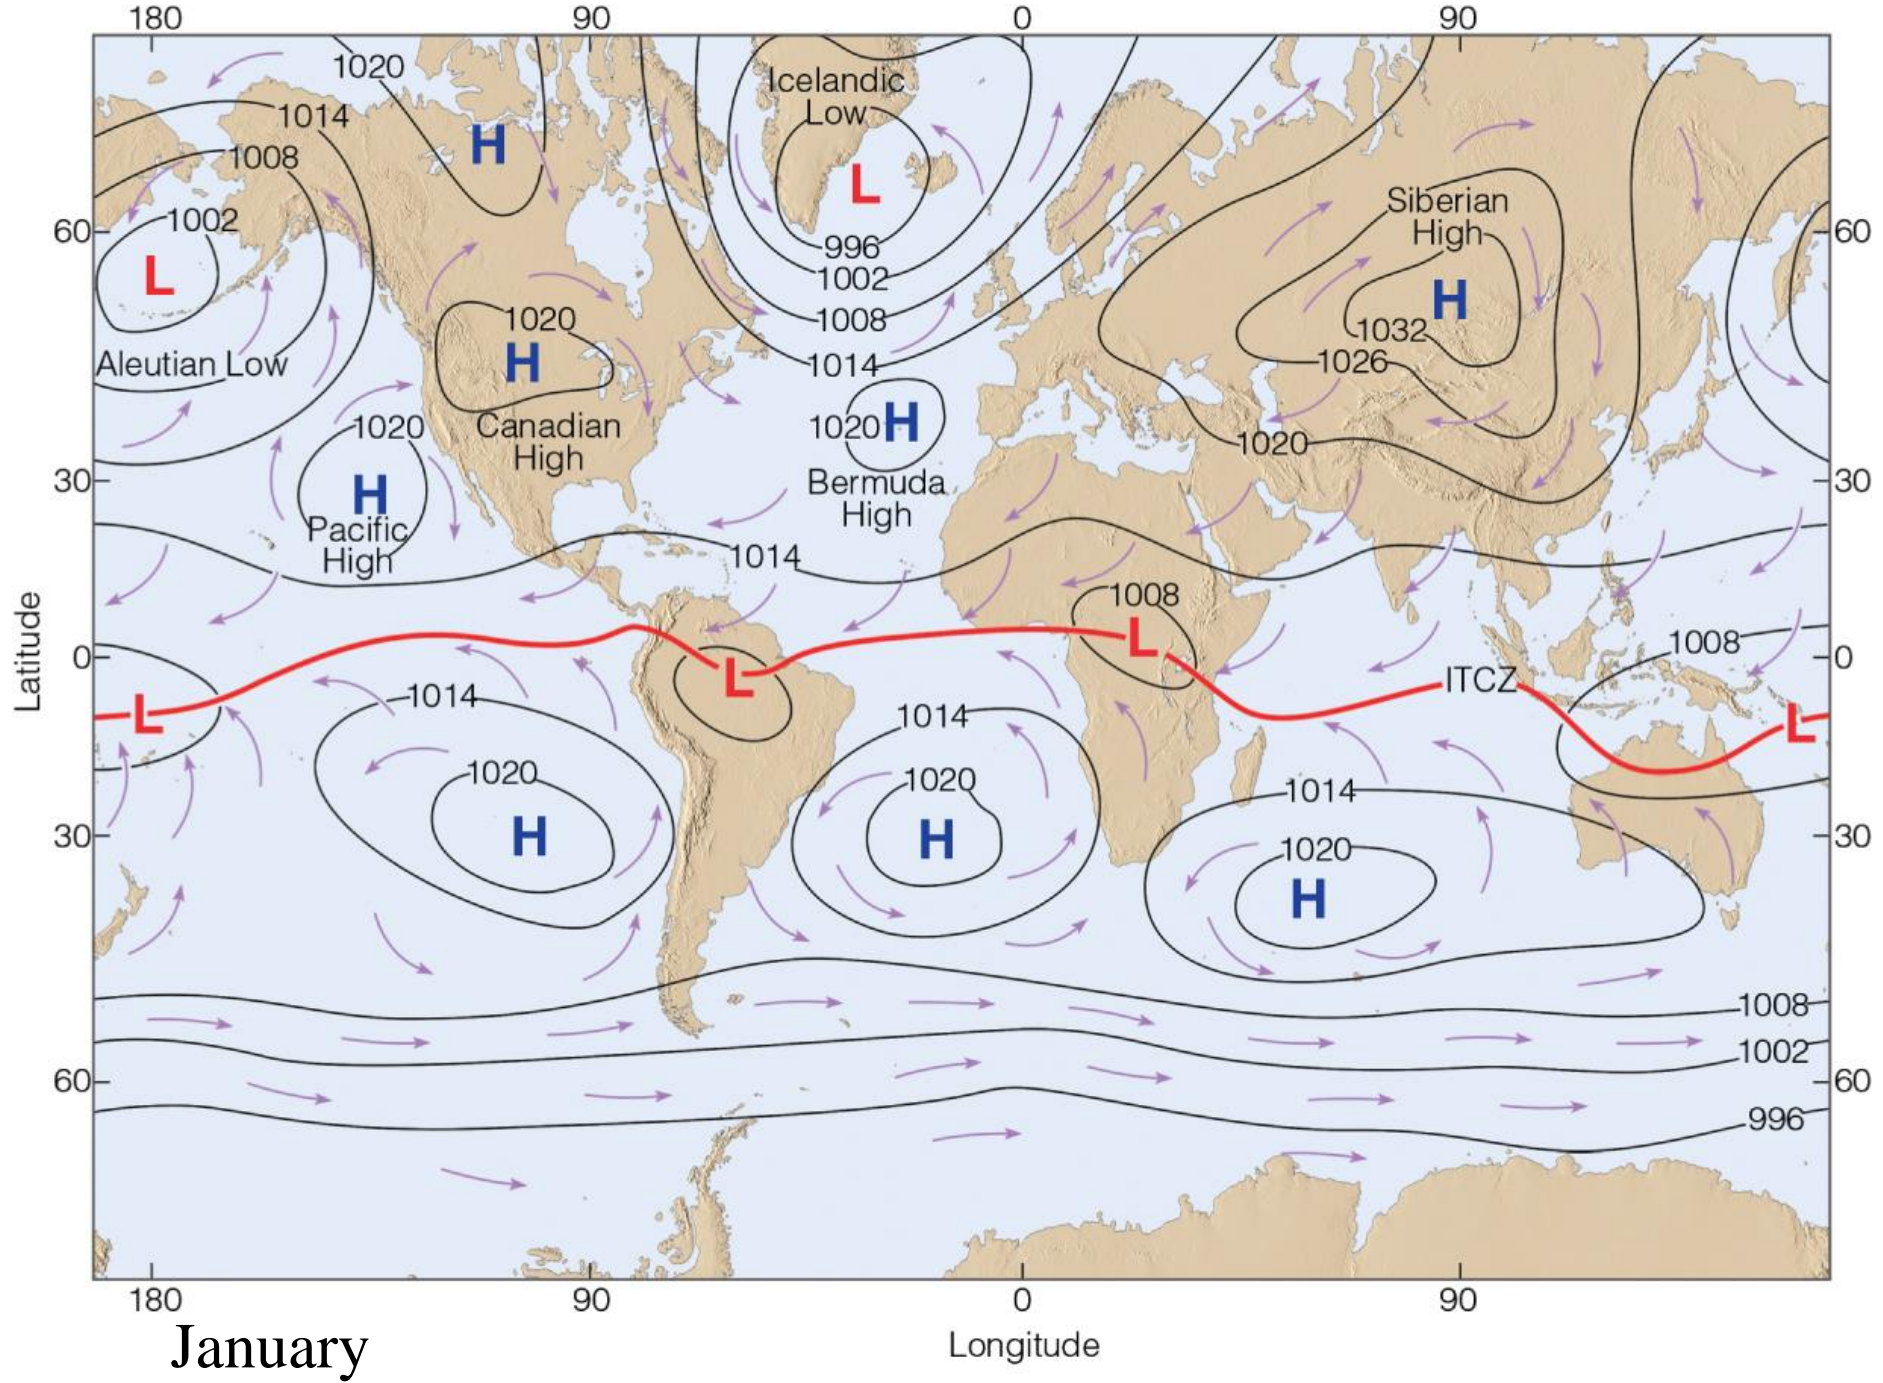 180 90 0 90
1020
Icelandic
Low
1014
H
1008
L
Siberian
High
1002
60
60
996
L
1002
H
1020
1008
1032
H
Aleutian Low
1014
1026
1020
Canadian
High
1020
H
1020
30
H
Bermuda
High
30
Pacific
High
1014
1008
L
1008
Latitude
0
0
L
ITCZ
L
1014
1014
L
1020
1020
1014
H
H
30
30
1020
H
1008
1002
60
60
996
180 90 0 90
January
Longitude